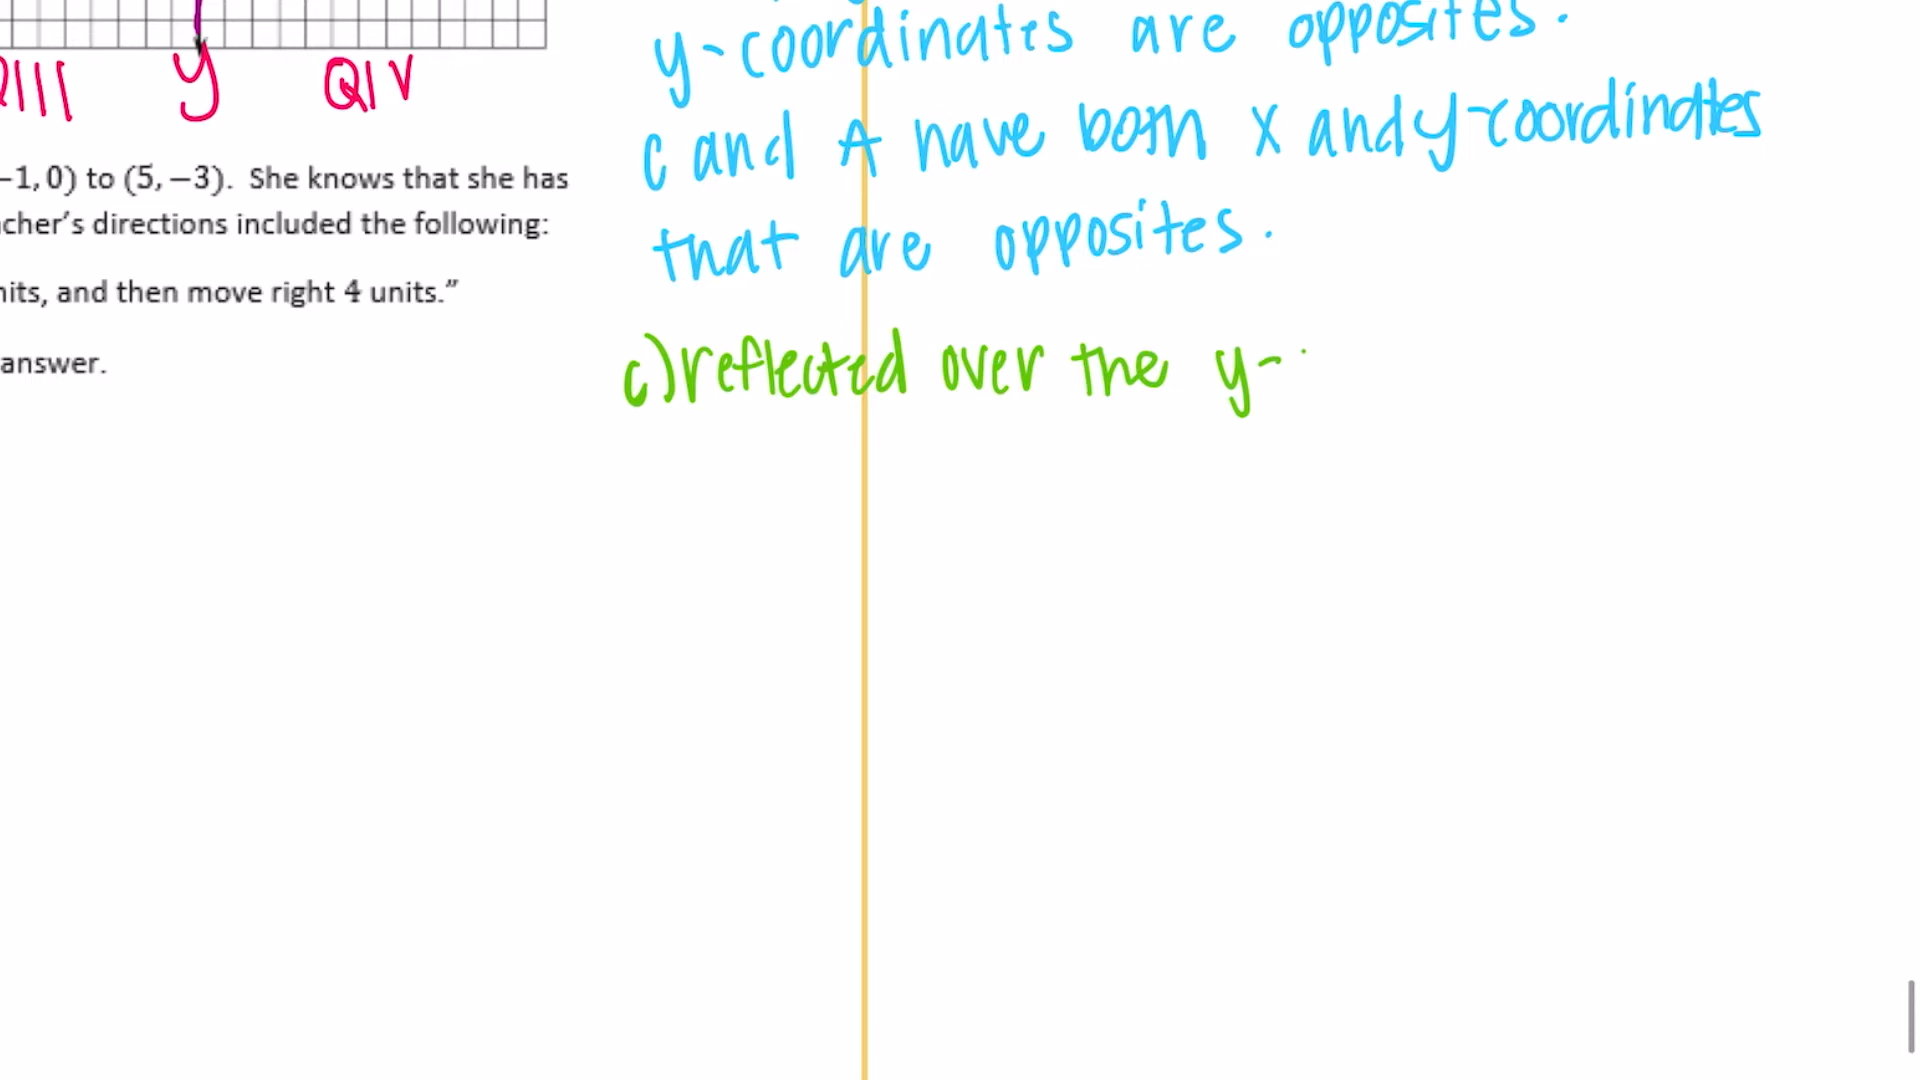 QIII y QIV
−1, 0) to (5, −3). She knows that she has
cher’s directions included the following:
nits, and then move right 4 units.”
answer.
y-coordinates are opposites.
C and A have both x and y-coordinates
that are opposites.
c) reflected over the y-